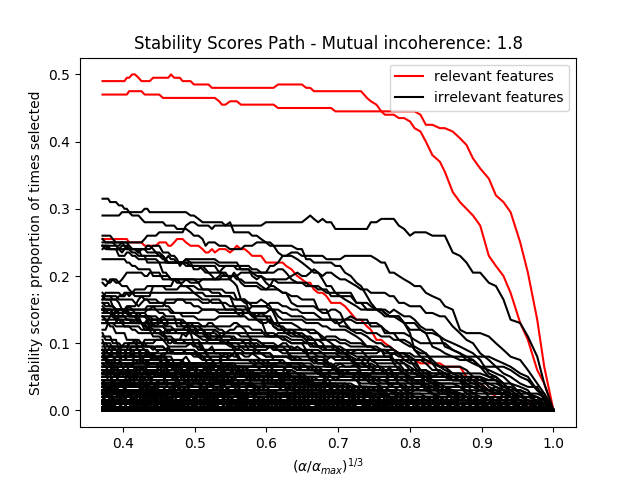 Stability Scores Path - Mutual incoherence: 1.8
relevant features
irrelevant features
Stability score: proportion of times selected
0.5
0.4
0.3
0.2
0.1
0.0
0.4 0.5 0.6 0.7 0.8 0.9 1.0
(α/α_max)^1/3